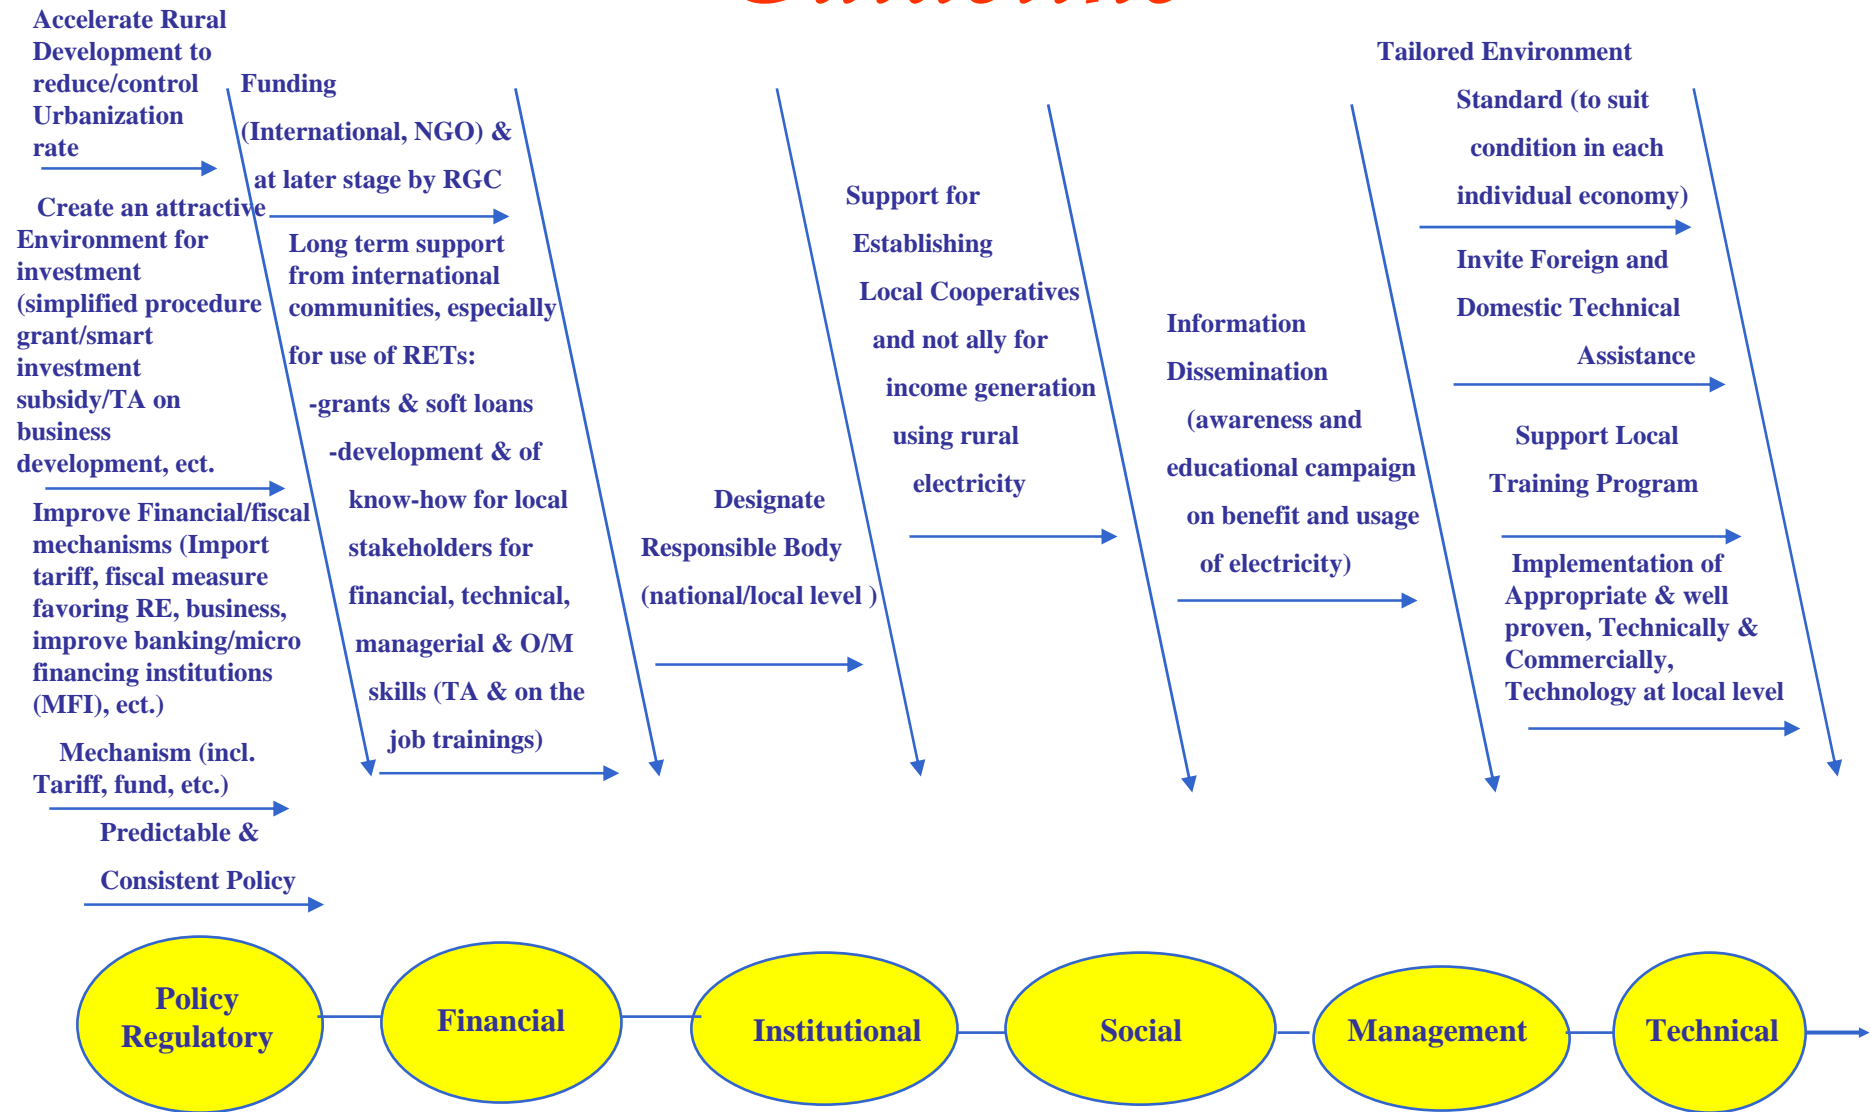 Accelerate Rural
Development to
reduce/control
Urbanization
rate
Create an attractive
Environment for
investment
(simplified procedure
grant/smart
investment
subsidy/TA on
business
development, ect.
Improve Financial/fiscal
mechanisms (Import
tariff, fiscal measure
favoring RE, business,
improve banking/micro
financing institutions
(MFI), ect.)
Mechanism (incl.
Tariff, fund, etc.)
Predictable &
Consistent Policy
Funding
(International, NGO) &
at later stage by RGC
Long term support
from international
communities, especially
for use of RETs:
-grants & soft loans
-development & of
know-how for local
stakeholders for
financial, technical,
managerial & O/M
skills (TA & on the
job trainings)
Designate
Responsible Body
(national/local level )
Support for
Establishing
Local Cooperatives
and not ally for
income generation
using rural
electricity
Information
Dissemination
(awareness and
educational campaign
on benefit and usage
of electricity)
Tailored Environment
Standard (to suit
condition in each
individual economy)
Invite Foreign and
Domestic Technical
Assistance
Support Local
Training Program
Implementation of
Appropriate & well
proven, Technically &
Commercially,
Technology at local level
Policy
Regulatory
Financial
Institutional
Social
Management
Technical